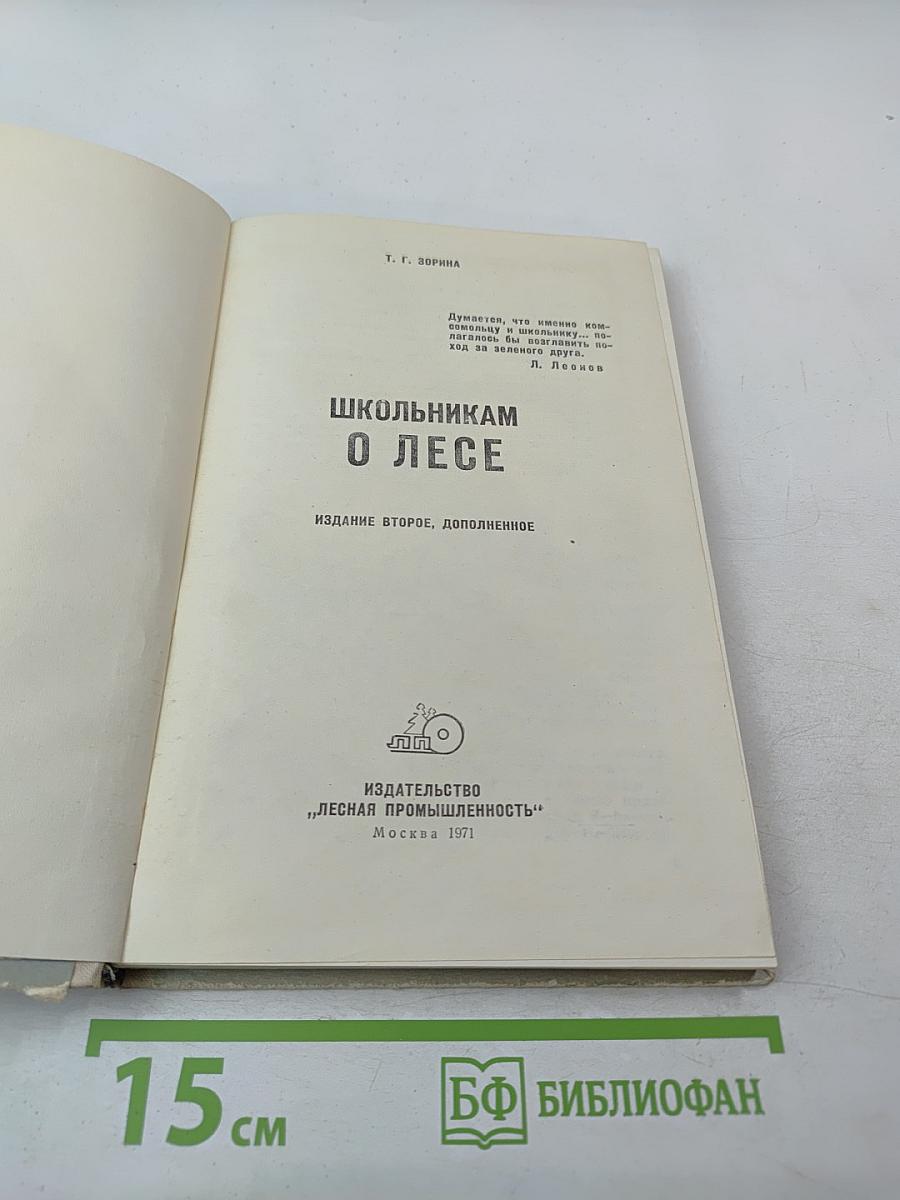 Т. Г. ЗОРИНА
Думается, что именно ком-
сомольцу и школьнику... по-
лагалось бы возглавить по-
ход за зеленого друга.
Л. Леонов
ШКОЛЬНИКАМ
О ЛЕСЕ
ИЗДАНИЕ ВТОРОЕ, ДОПОЛНЕННОЕ
ЛП
ИЗДАТЕЛЬСТВО
„ЛЕСНАЯ ПРОМЫШЛЕННОСТЬ“
Москва 1971
15 см
БФ БИБЛИОФАН